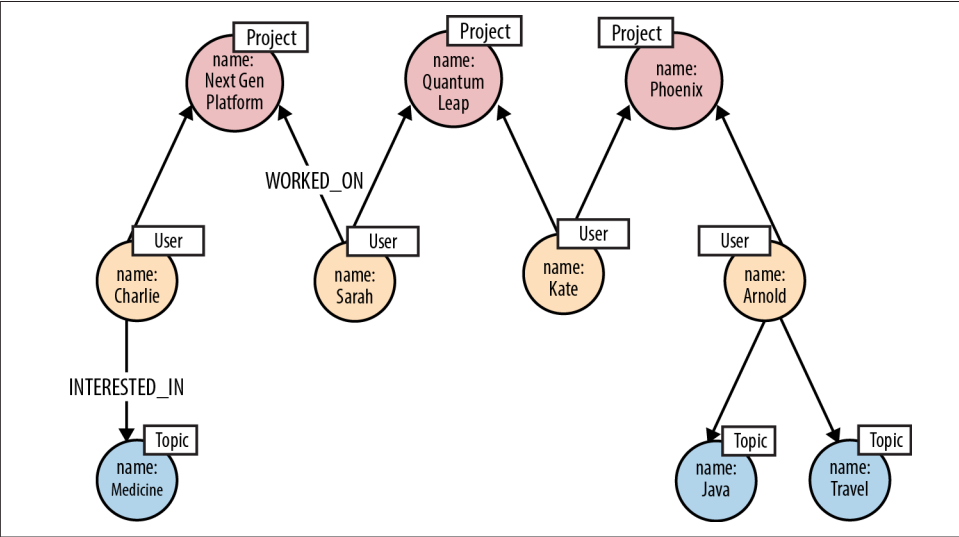 Project
name:
Next Gen
Platform
Project
name:
Quantum
Leap
Project
name:
Phoenix
WORKED_ON
User
name:
Charlie
User
name:
Sarah
User
name:
Kate
User
name:
Arnold
INTERESTED_IN
Topic
name:
Medicine
Topic
name:
Java
Topic
name:
Travel